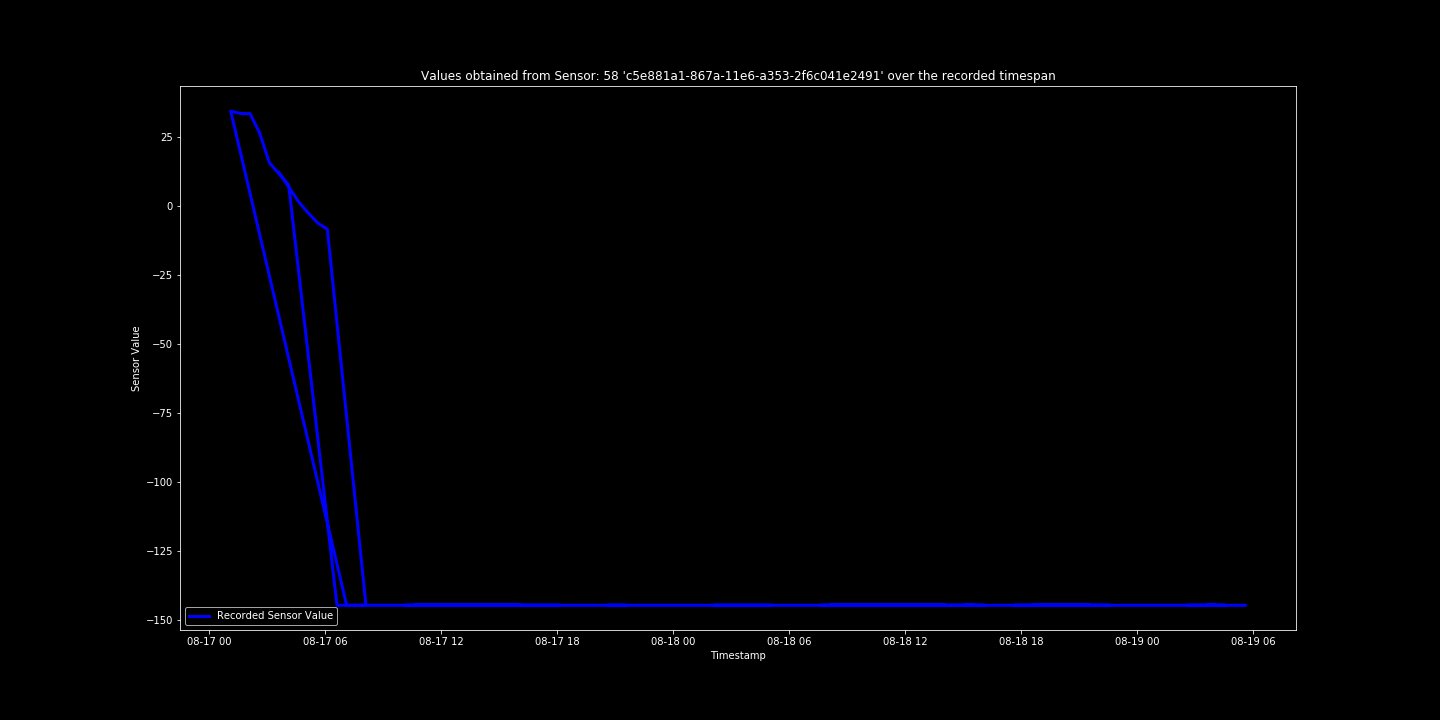 Values obtained from Sensor: 58 'c5e881a1-867a-11e6-a353-2f6c041e2491' over the recorded timespan
25
0
−25
−50
−75
−100
−125
−150
Sensor Value
Recorded Sensor Value
08-17 00 08-17 06 08-17 12 08-17 18 08-18 00 08-18 06 08-18 12 08-18 18 08-19 00 08-19 06
Timestamp